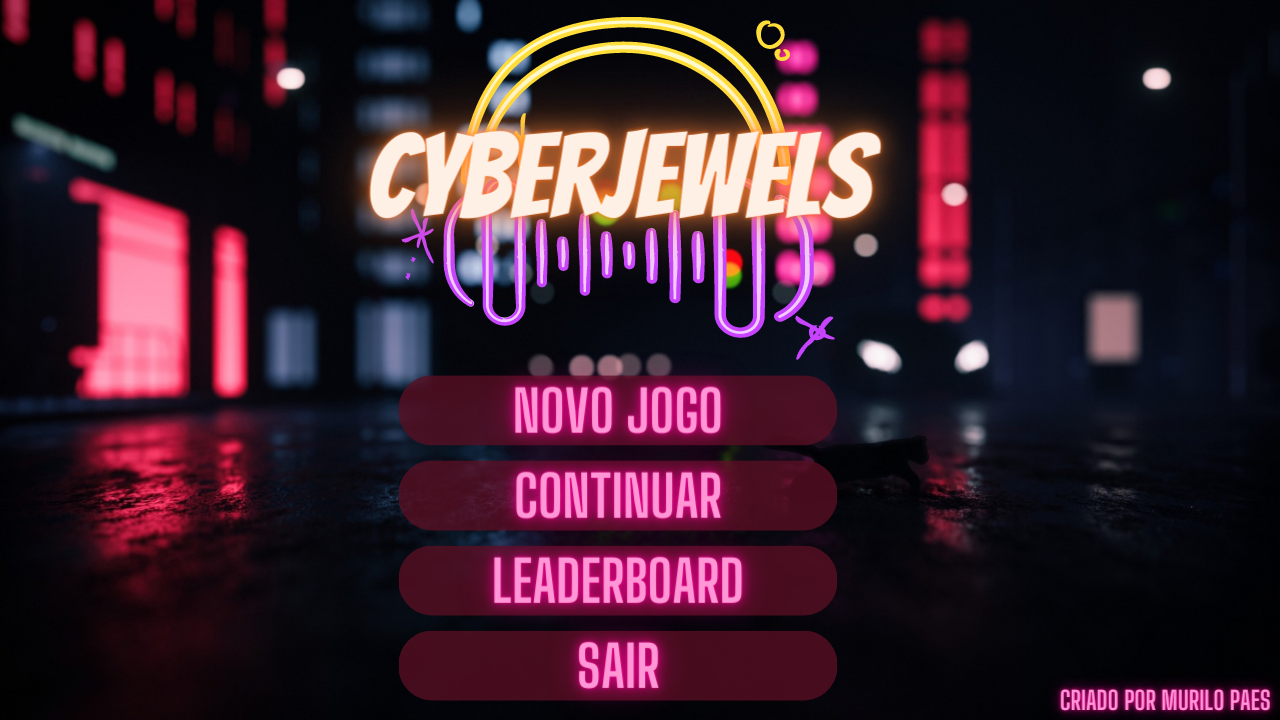 CYBERJEWELS
NOVO JOGO
CONTINUAR
LEADERBOARD
SAIR
CRIADO POR MURILO PAES